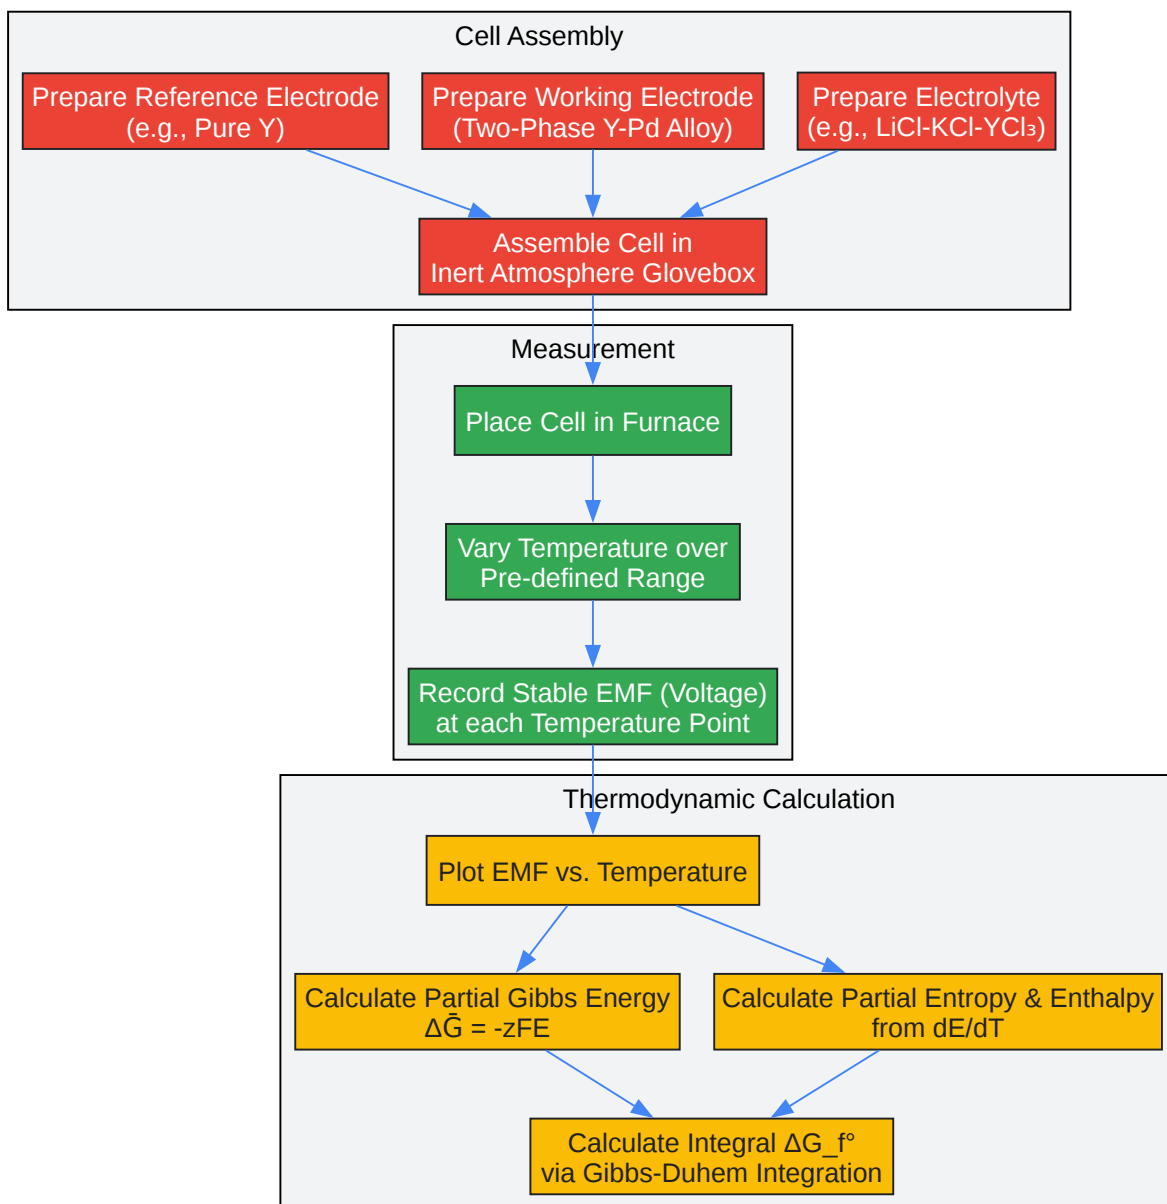 Cell Assembly
Prepare Reference Electrode
(e.g., Pure Y)
Prepare Working Electrode
(Two-Phase Y-Pd Alloy)
Prepare Electrolyte
(e.g., LiCl-KCl-YCl₃)
Assemble Cell in
Inert Atmosphere Glovebox
Measurement
Place Cell in Furnace
Vary Temperature over
Pre-defined Range
Record Stable EMF (Voltage)
at each Temperature Point
Thermodynamic Calculation
Plot EMF vs. Temperature
Calculate Partial Gibbs Energy
ΔḠ = -zFE
Calculate Partial Entropy & Enthalpy
from dE/dT
Calculate Integral ΔG_f°
via Gibbs-Duhem Integration